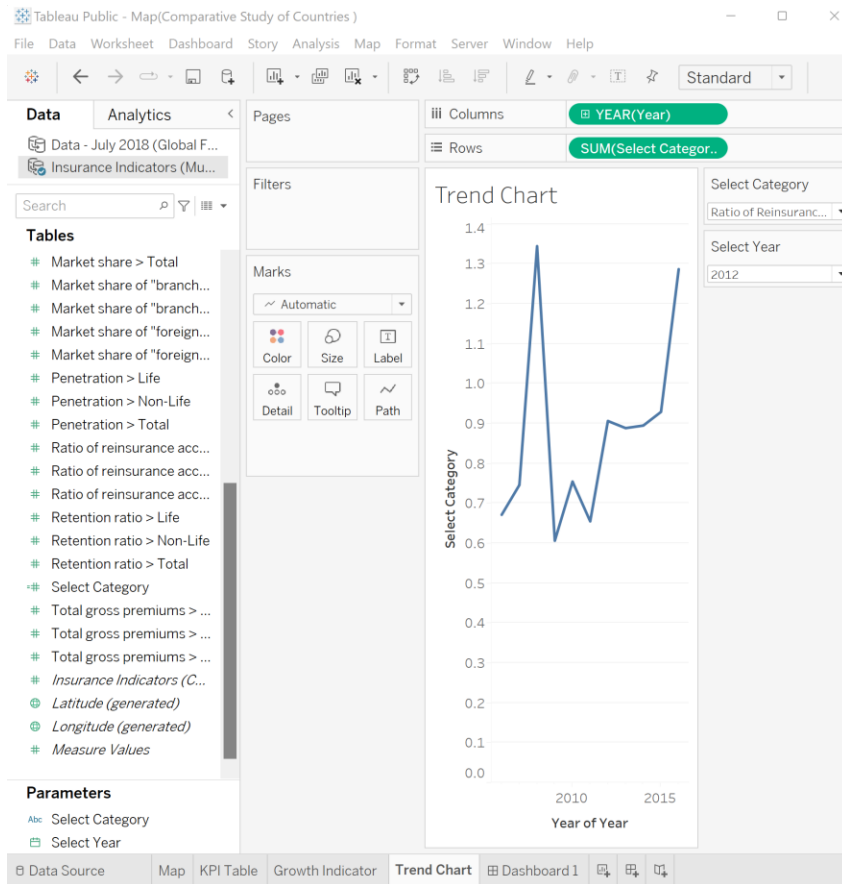 Tableau Public - Map(Comparative Study of Countries )
File Data Worksheet Dashboard Story Analysis Map Format Server Window Help
Standard
Data Analytics
Data - July 2018 (Global F...
Insurance Indicators (Mu...
Search
Tables
Market share > Total
Market share of "branch...
Market share of "branch...
Market share of "foreign...
Market share of "foreign...
Penetration > Life
Penetration > Non-Life
Penetration > Total
Ratio of reinsurance acc...
Ratio of reinsurance acc...
Ratio of reinsurance acc...
Retention ratio > Life
Retention ratio > Non-Life
Retention ratio > Total
Select Category
Total gross premiums > ...
Total gross premiums > ...
Total gross premiums > ...
Insurance Indicators (C...
Latitude (generated)
Longitude (generated)
Measure Values
Parameters
Abc Select Category
Select Year
Pages
Filters
Marks
Automatic
Color Size Label
Detail Tooltip Path
Columns YEAR(Year)
Rows SUM(Select Categor..
Trend Chart
1.4
1.3
1.2
1.1
1.0
0.9
0.8
0.7
0.6
0.5
0.4
0.3
0.2
0.1
0.0
Select Category
2010 2015
Year of Year
Select Category
Ratio of Reinsuranc...
Select Year
2012
Data Source Map KPI Table Growth Indicator Trend Chart Dashboard 1